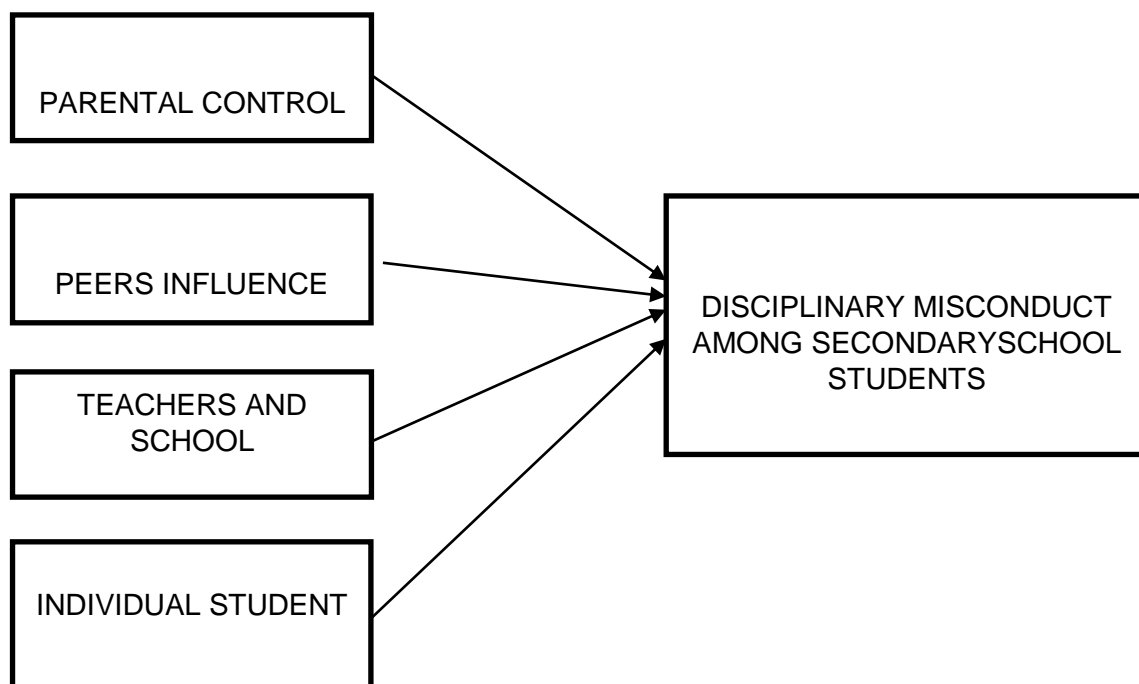 PARENTAL CONTROL
PEERS INFLUENCE
TEACHERS AND
SCHOOL
INDIVIDUAL STUDENT
DISCIPLINARY MISCONDUCT
AMONG SECONDARYSCHOOL
STUDENTS